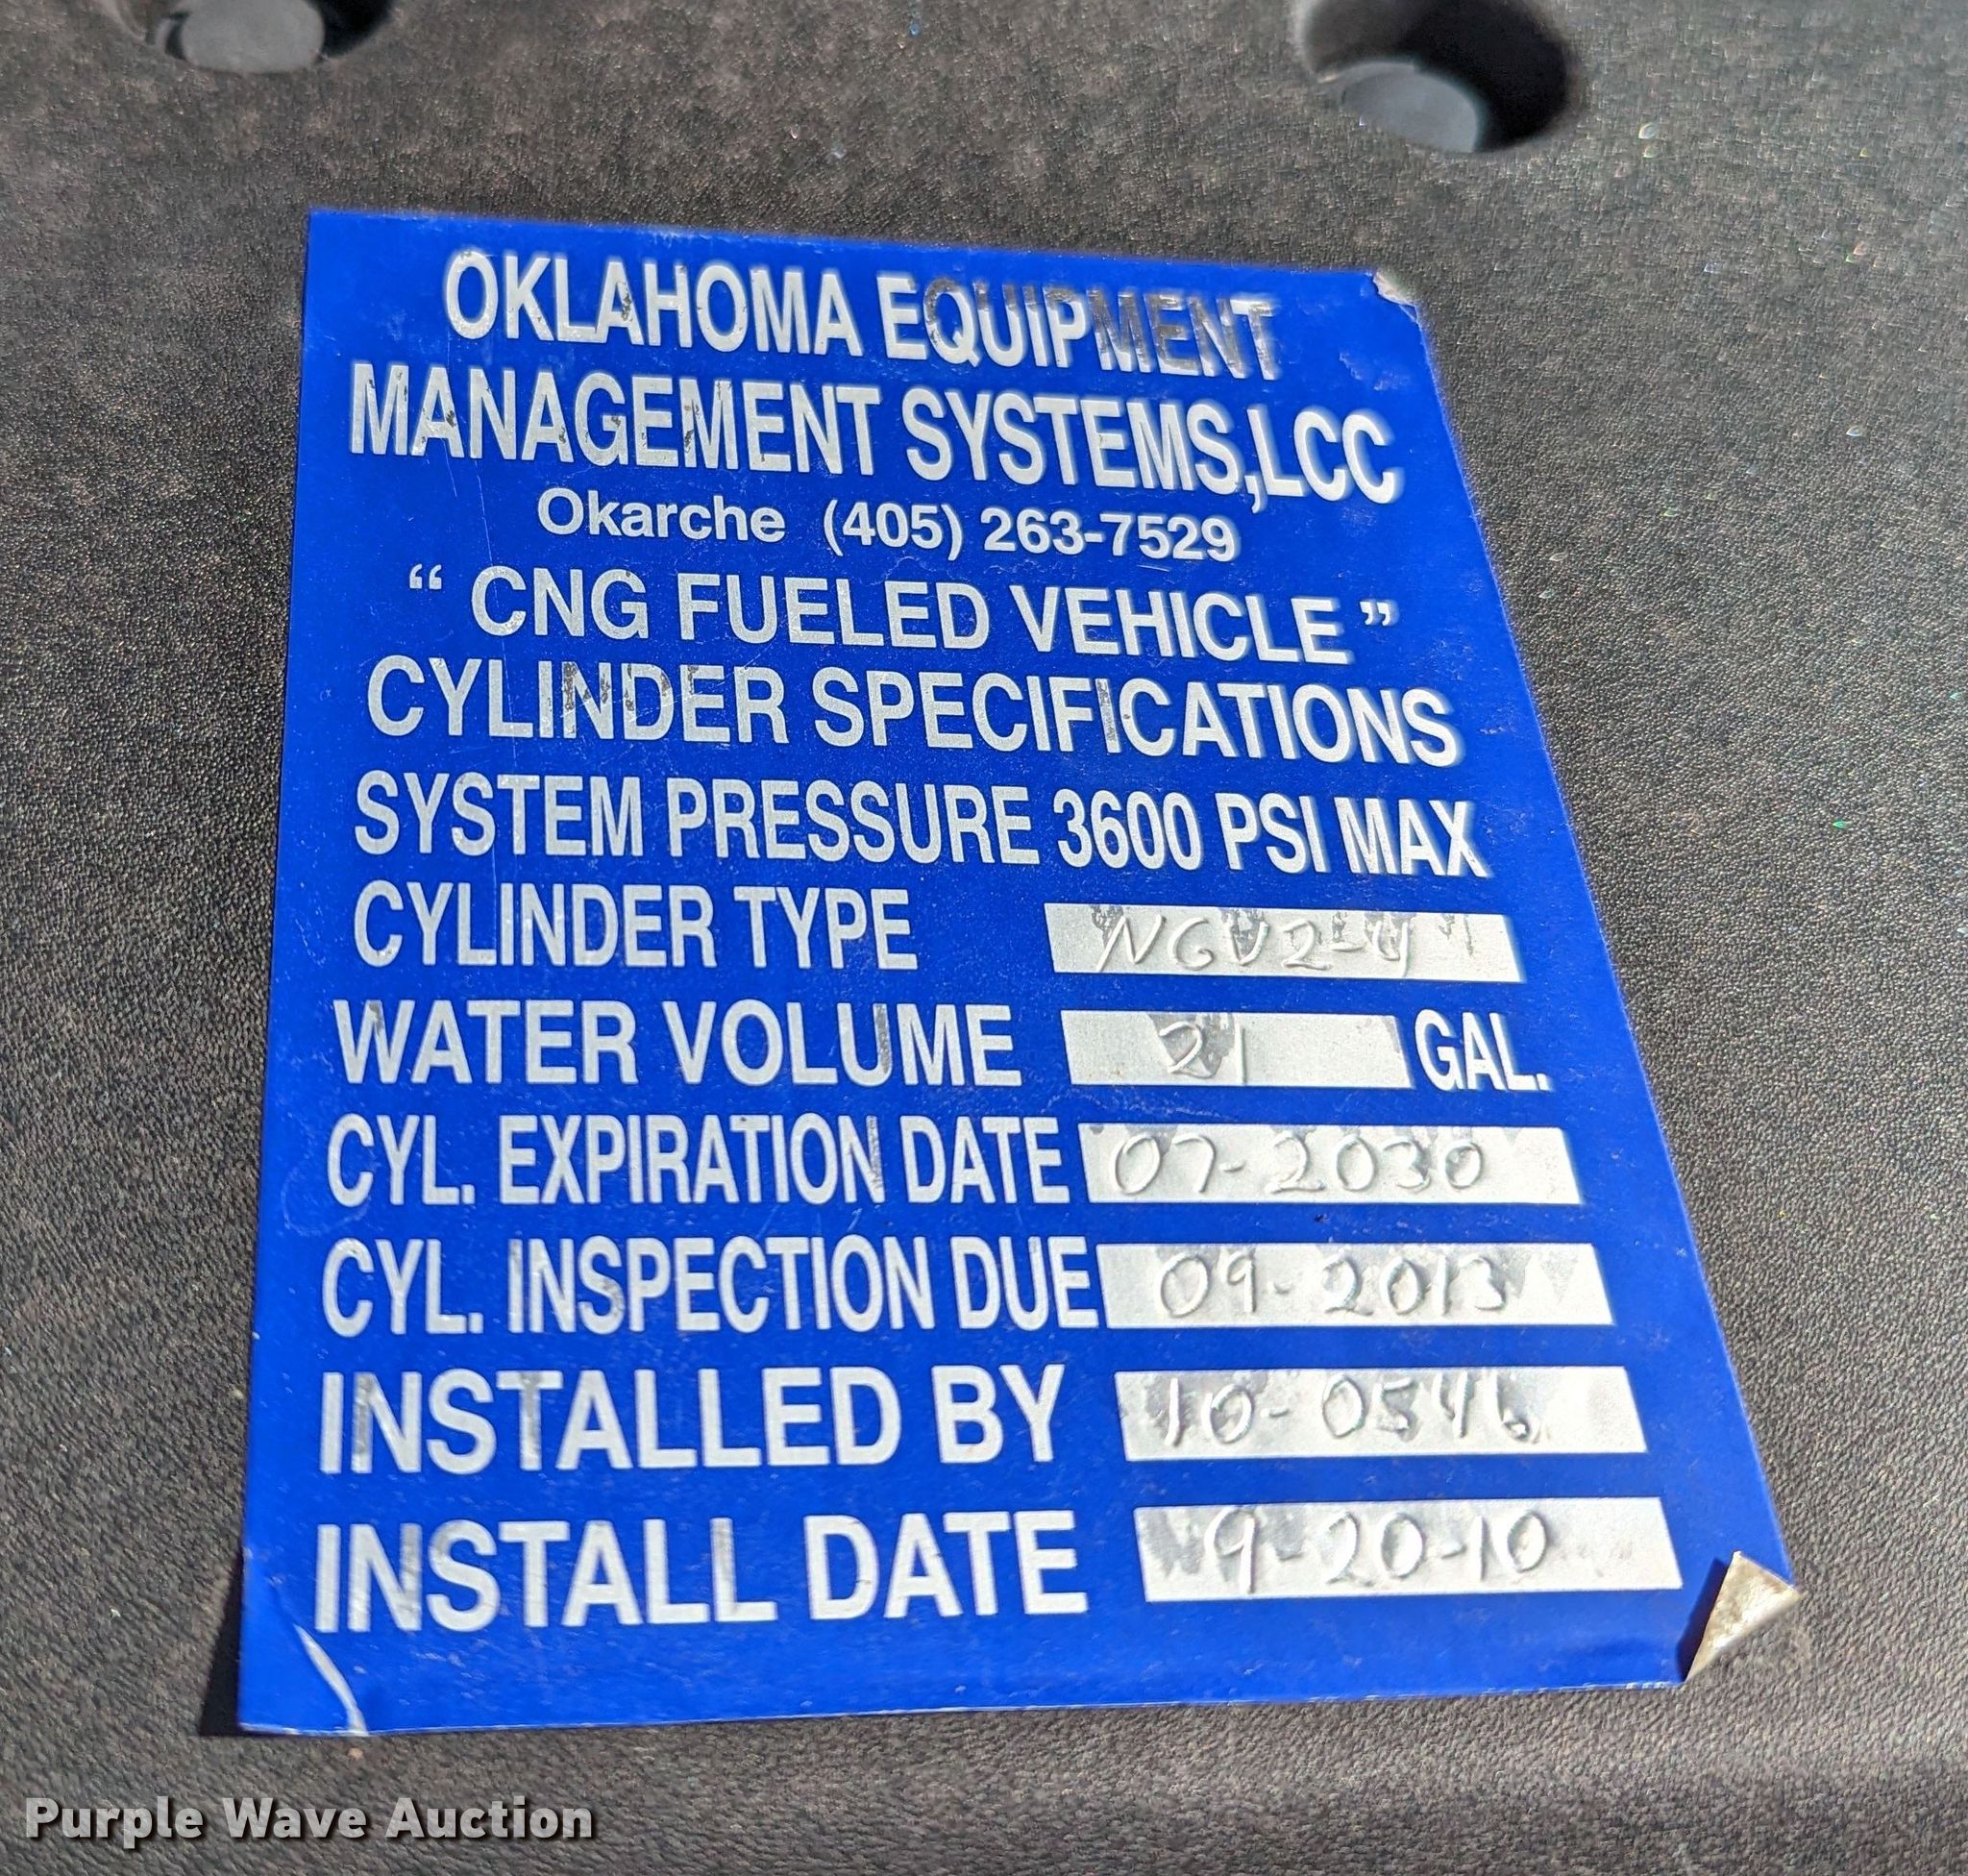 OKLAHOMA EQUIPMENT
MANAGEMENT SYSTEMS,LCC
Okarche (405) 263-7529
“ CNG FUELED VEHICLE ”
CYLINDER SPECIFICATIONS
SYSTEM PRESSURE 3600 PSI MAX
CYLINDER TYPE NGV2-4
WATER VOLUME 21 GAL.
CYL. EXPIRATION DATE 07-2030
CYL. INSPECTION DUE 09-2013
INSTALLED BY 10-0546
INSTALL DATE 9-20-10
Purple Wave Auction